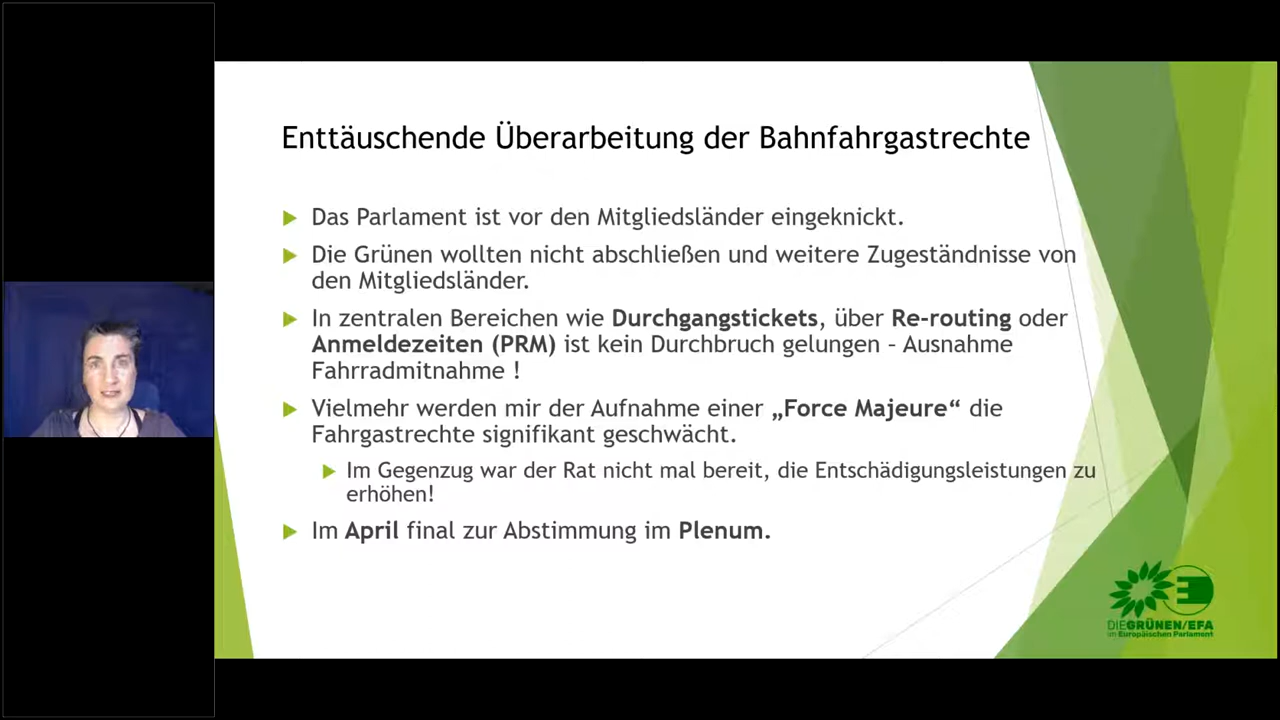 Enttäuschende Überarbeitung der Bahnfahrgastrechte
Das Parlament ist vor den Mitgliedsländer eingeknickt.
Die Grünen wollten nicht abschließen und weitere Zugeständnisse von
den Mitgliedsländer.
In zentralen Bereichen wie Durchgangstickets, über Re-routing oder
Anmeldezeiten (PRM) ist kein Durchbruch gelungen – Ausnahme
Fahrradmitnahme !
Vielmehr werden mir der Aufnahme einer „Force Majeure“ die
Fahrgastrechte signifikant geschwächt.
Im Gegenzug war der Rat nicht mal bereit, die Entschädigungsleistungen zu
erhöhen!
Im April final zur Abstimmung im Plenum.
DIEGRÜNEN/EFA
im Europäischen Parlament